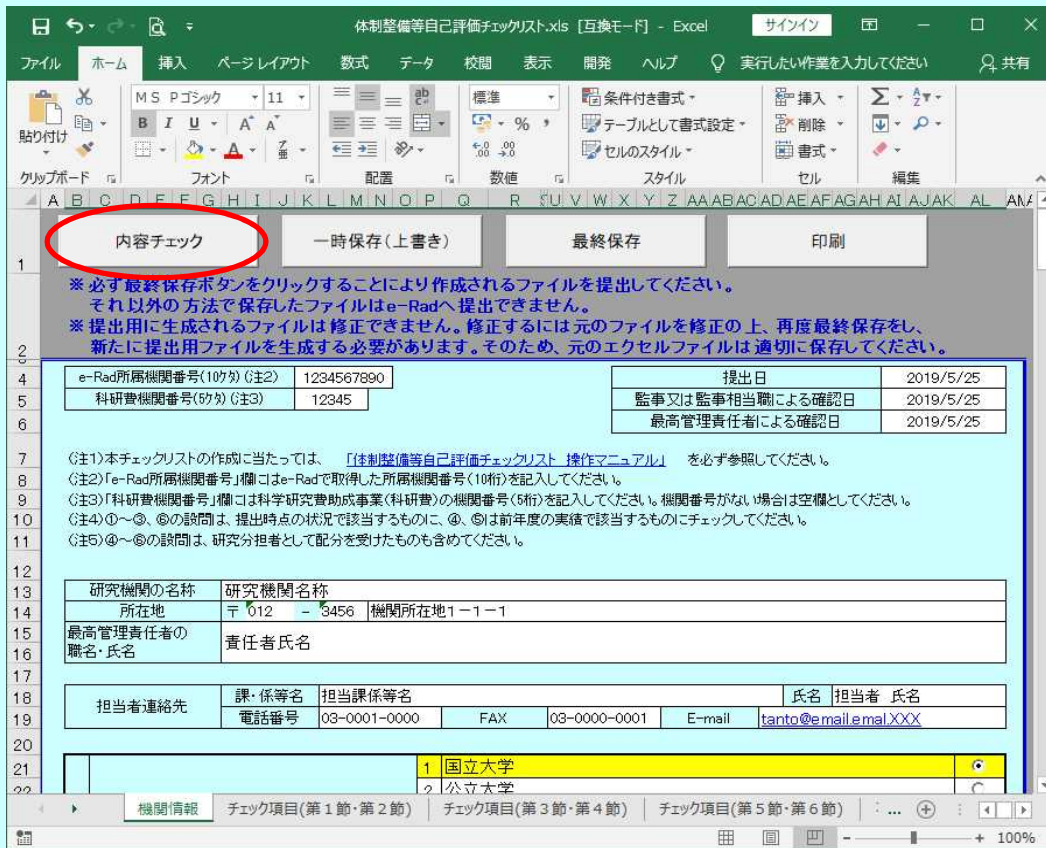 体制整備等自己評価チェックリスト.xls [互換モード] - Excel サインイン
ファイル ホーム 挿入 ページ レイアウト 数式 データ 校閲 表示 開発 ヘルプ 実行したい作業を入力してください 共有
ＭＳ Ｐゴシック 11 標準 条件付き書式 挿入
貼り付け B I U A A % , テーブルとして書式設定 削除
A セルのスタイル 書式
クリップボード フォント 配置 数値 スタイル セル 編集
A B C D E F G H I J K L M N O P Q R SU V W X Y Z AA AB AC AD AE AF AG AH AI AJ AK AL
1 内容チェック 一時保存(上書き) 最終保存 印刷
※必ず最終保存ボタンをクリックすることにより作成されるファイルを提出してください。
それ以外の方法で保存したファイルはe-Radへ提出できません。
※提出用に生成されるファイルは修正できません。修正するには元のファイルを修正の上、再度最終保存をし、
2 新たに提出用ファイルを生成する必要があります。そのため、元のエクセルファイルは適切に保存してください。
4 e-Rad所属機関番号(10ケタ)(注2) 1234567890 提出日 2019/5/25
5 科研費機関番号(5ケタ)(注3) 12345 監事又は監事相当職による確認日 2019/5/25
6 最高管理責任者による確認日 2019/5/25
7 (注1)本チェックリストの作成に当たっては、 「体制整備等自己評価チェックリスト 操作マニュアル」 を必ず参照してください。
8 (注2)「e-Rad所属機関番号」欄にはe-Radで取得した所属機関番号(10桁)を記入してください。
9 (注3)「科研費機関番号」欄には科学研究費助成事業(科研費)の機関番号(5桁)を記入してください。機関番号がない場合は空欄としてください。
10 (注4)①～③、⑥の設問は、提出時点の状況で該当するものに、④、⑤は前年度の実績で該当するものにチェックしてください。
11 (注5)④～⑥の設問は、研究分担者として配分を受けたものも含めてください。
12
13 研究機関の名称 研究機関名称
14 所在地 〒 012 - 3456 機関所在地１－１－１
15 最高管理責任者の
16 職名・氏名 責任者氏名
17
18 担当者連絡先 課・係等名 担当課係等名 氏名 担当者 氏名
19 電話番号 03-0001-0000 FAX 03-0000-0001 E-mail tanto@email.emal.XXX
20
21 1 国立大学
22 2 公立大学
機関情報 チェック項目(第１節・第２節) チェック項目(第３節・第４節) チェック項目(第５節・第６節) ...
100%